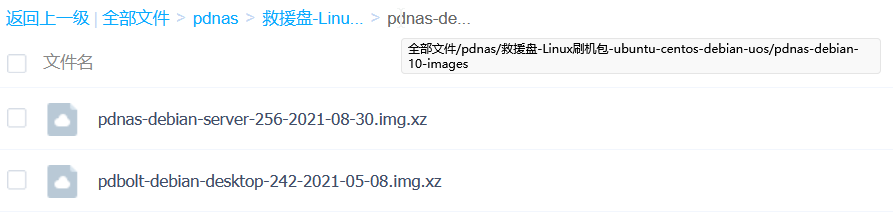 返回上一级 | 全部文件 > pdnas > 救援盘-Linu... > pdnas-de...
全部文件/pdnas/救援盘-Linux刷机包-ubuntu-centos-debian-uos/pdnas-debian-
10-images
文件名
pdnas-debian-server-256-2021-08-30.img.xz
pdbolt-debian-desktop-242-2021-05-08.img.xz